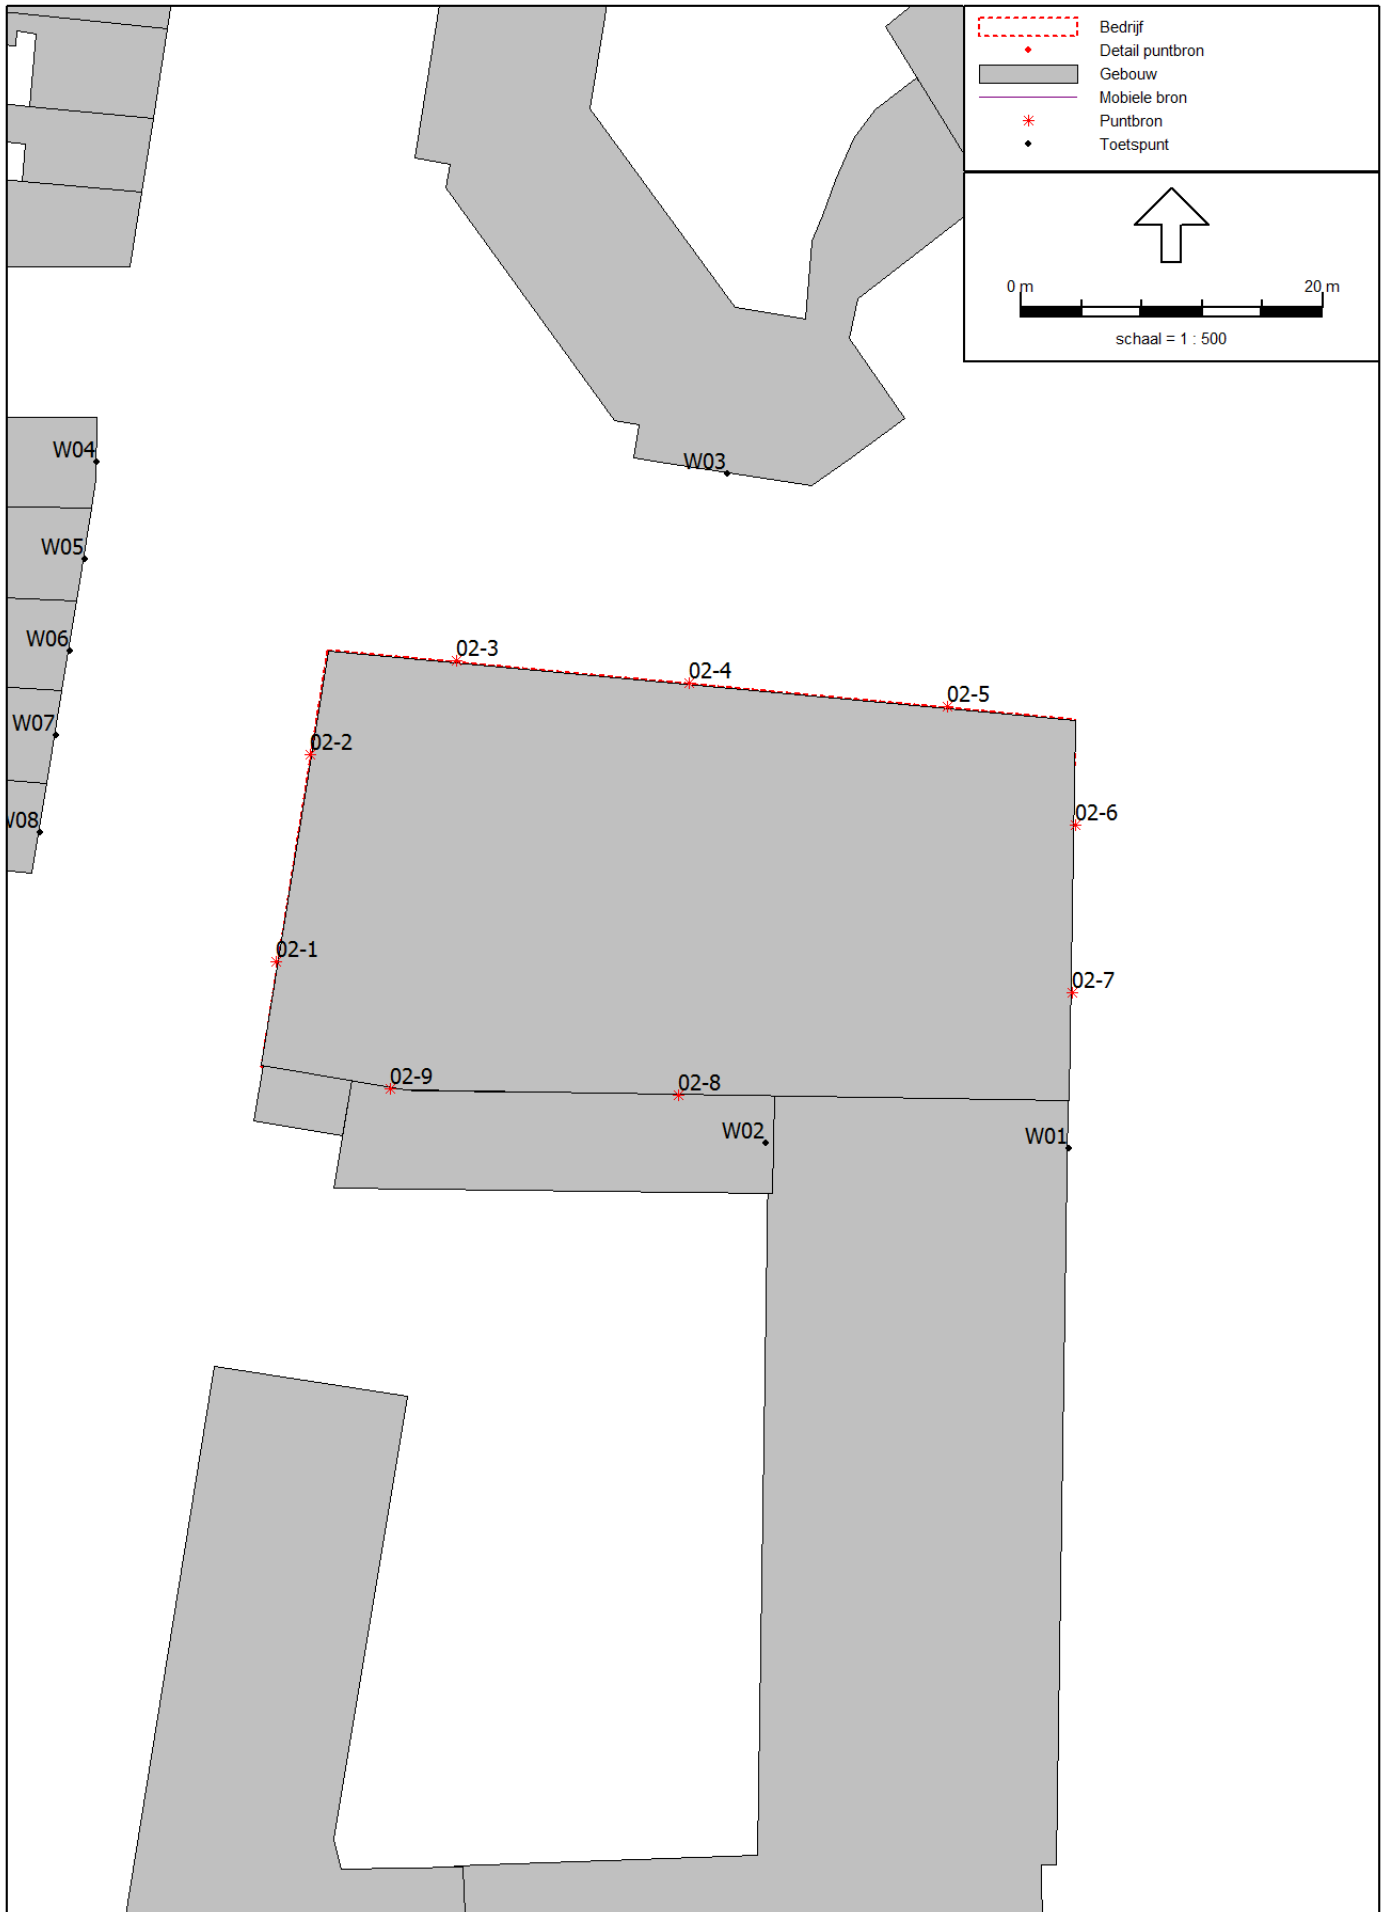 Bedrijf
Detail puntbron
Gebouw
Mobiele bron
Puntbron
Toetspunt
0 m 20 m
schaal = 1 : 500
W04
W03
W05
W06
02-3
02-4
02-5
W07
02-2
02-6
W08
02-1
02-7
02-9
02-8
W02
W01